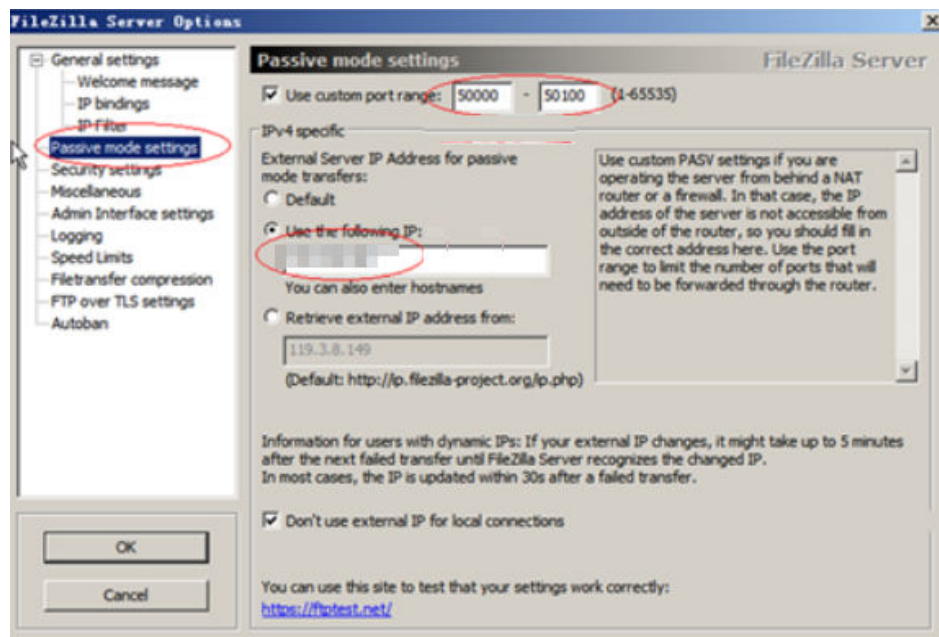 FileZilla Server Options
General settings
Welcome message
IP bindings
IP Filter
Passive mode settings
Security settings
Miscellaneous
Admin Interface settings
Logging
Speed Limits
Filetransfer compression
FTP over TLS settings
Autoban
OK
Cancel
Passive mode settings
FileZilla Server
Use custom port range: 50000 - 50100 (1-65535)
IPv4 specific
External Server IP Address for passive
mode transfers:
Default
Use the following IP:
You can also enter hostnames
Retrieve external IP address from:
119.3.8.149
(Default: http://ip.filezilla-project.org/ip.php)
Use custom PASV settings if you are
operating the server from behind a NAT
router or a firewall. In that case, the IP
address of the server is not accessible from
outside of the router, so you should fill in
the correct address here. Use the port
range to limit the number of ports that will
need to be forwarded through the router.
Information for users with dynamic IPs: If your external IP changes, it might take up to 5 minutes
after the next failed transfer until FileZilla Server recognizes the changed IP.
In most cases, the IP is updated within 30s after a failed transfer.
Don't use external IP for local connections
You can use this site to test that your settings work correctly:
https://ftptest.net/